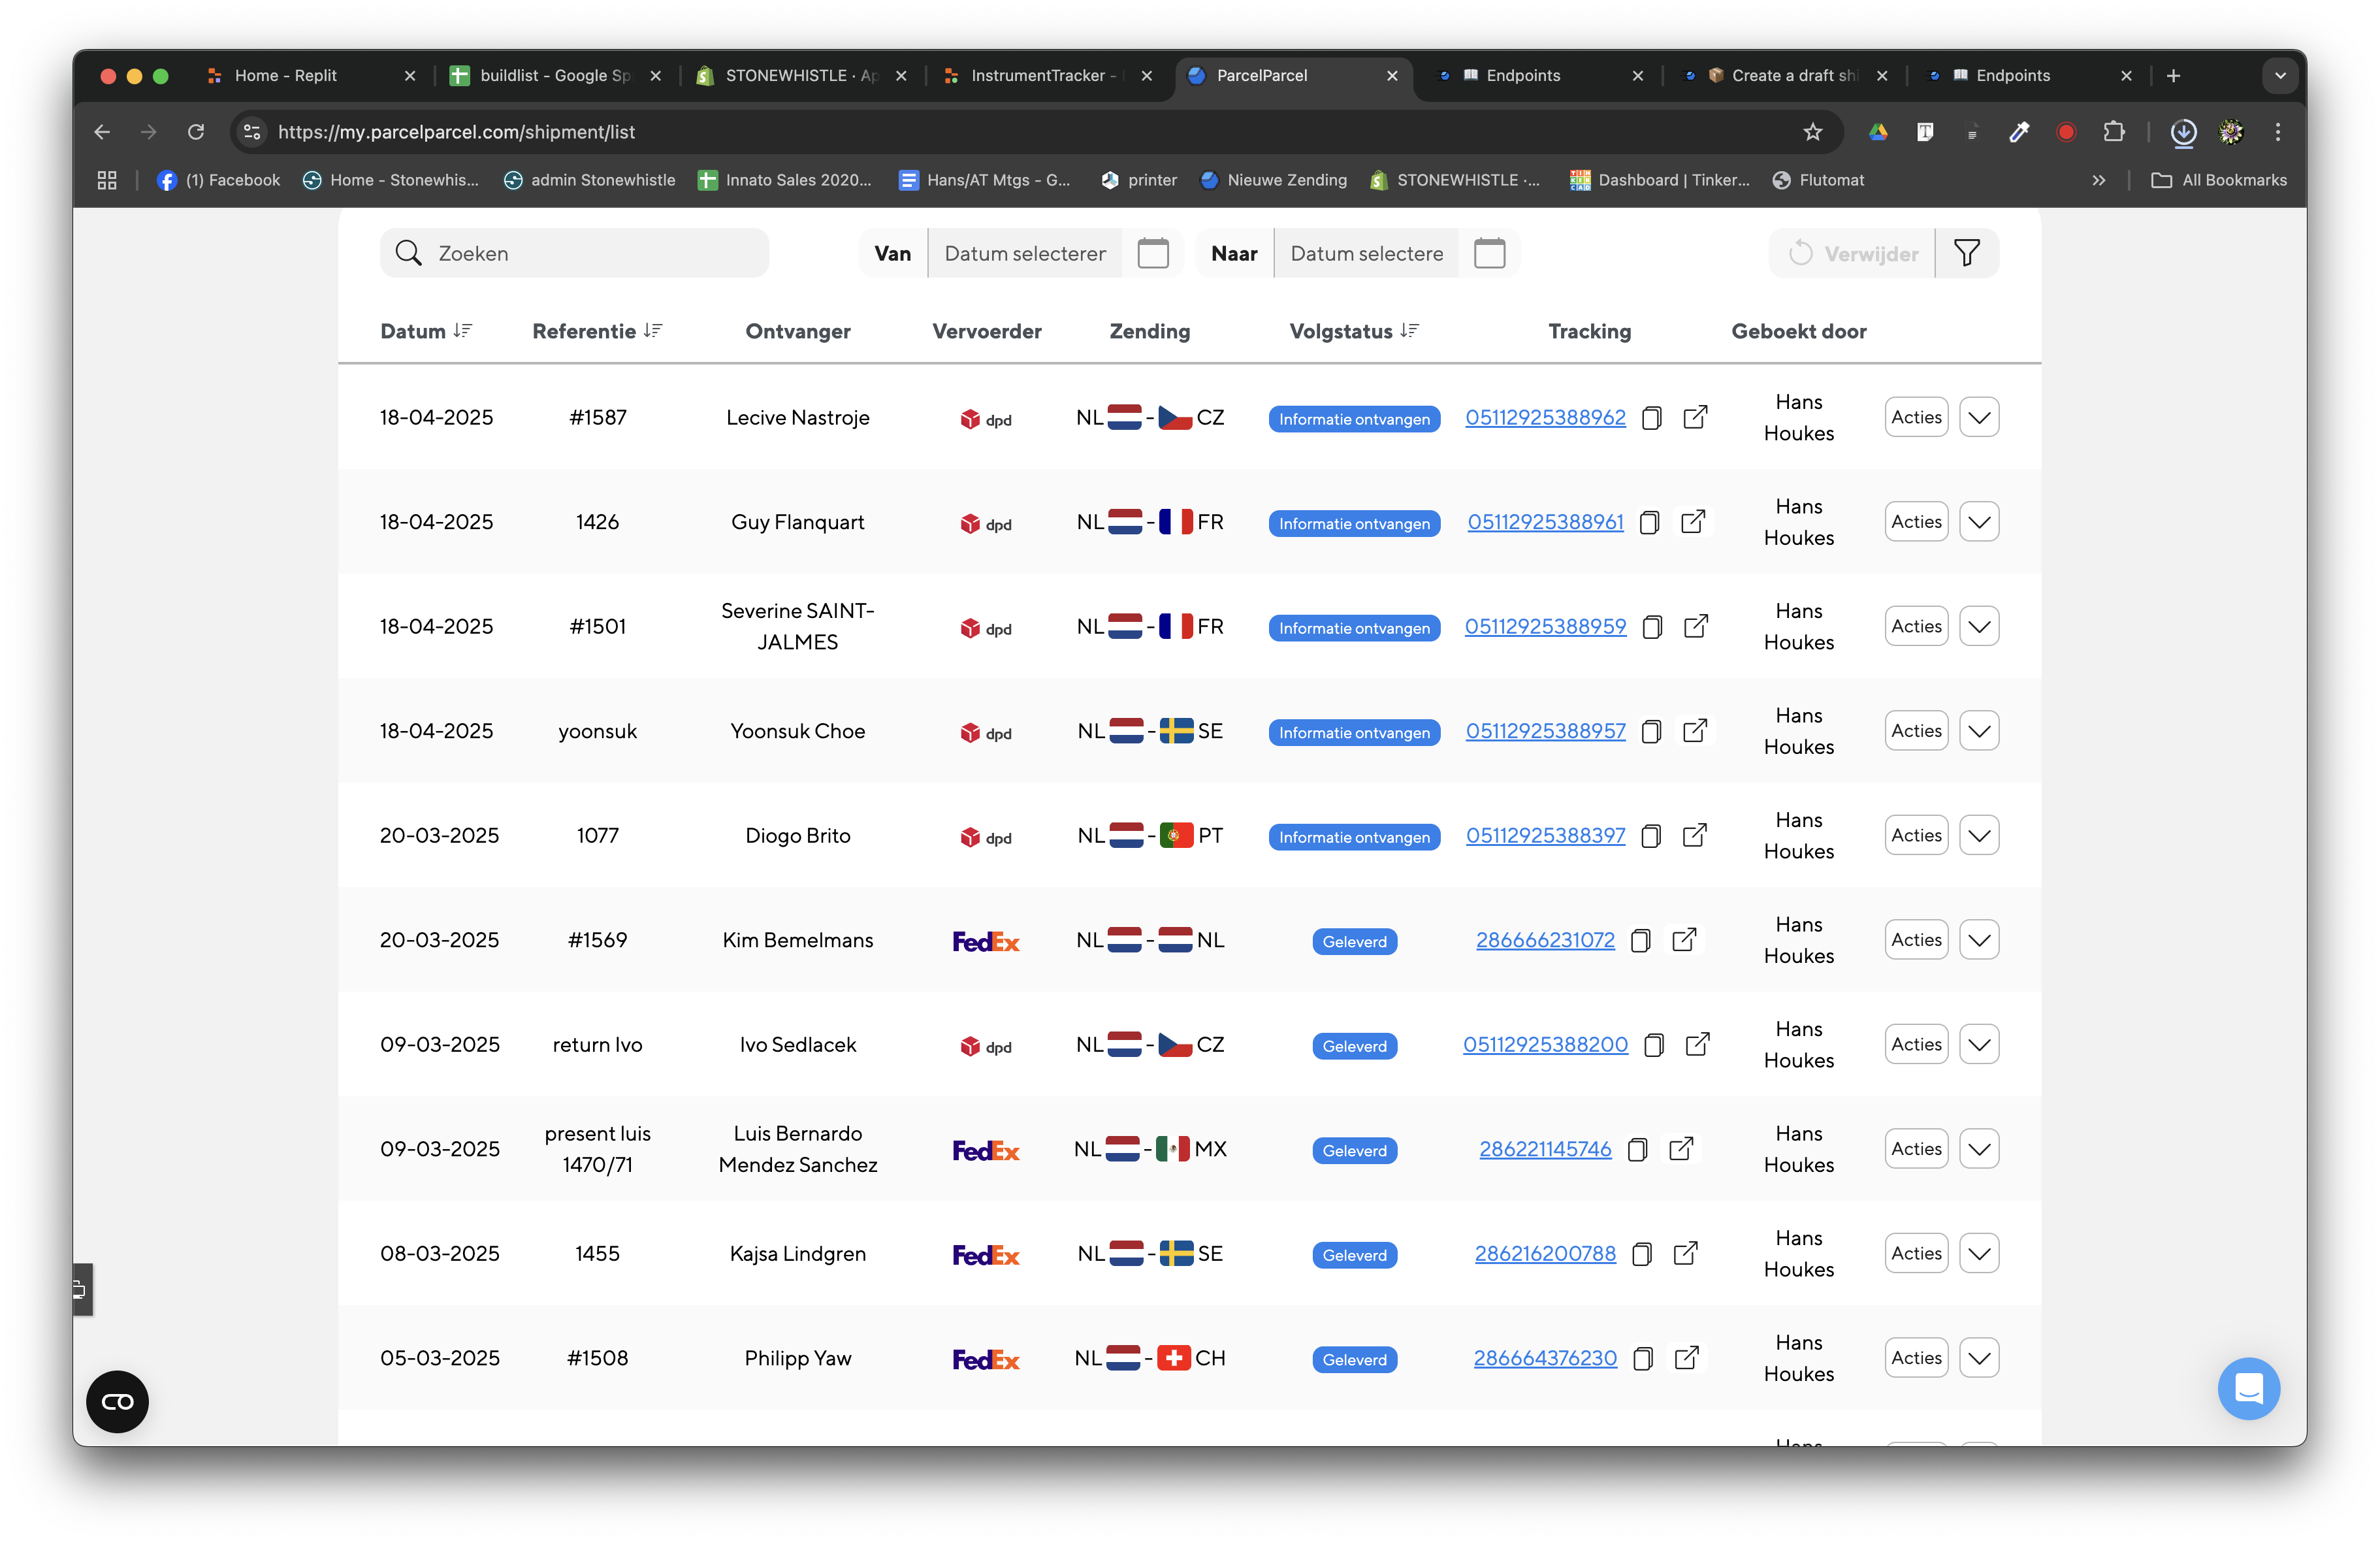 Home - Replit
buildlist - Google Sp
STONEWHISTLE · Ap
InstrumentTracker -
ParcelParcel
Endpoints
Create a draft shi
Endpoints
https://my.parcelparcel.com/shipment/list
(1) Facebook
Home - Stonewhis...
admin Stonewhistle
Innato Sales 2020...
Hans/AT Mtgs - G...
printer
Nieuwe Zending
STONEWHISTLE ·...
Dashboard | Tinker...
Flutomat
All Bookmarks
Zoeken
Van
Datum selecterer
Naar
Datum selectere
Verwijder
Datum Referentie Ontvanger Vervoerder Zending Volgstatus Tracking Geboekt door
18-04-2025 #1587 Lecive Nastroje dpd NL - CZ Informatie ontvangen 05112925388962 Hans Houkes Acties
18-04-2025 1426 Guy Flanquart dpd NL - FR Informatie ontvangen 05112925388961 Hans Houkes Acties
18-04-2025 #1501 Severine SAINT-JALMES dpd NL - FR Informatie ontvangen 05112925388959 Hans Houkes Acties
18-04-2025 yoonsuk Yoonsuk Choe dpd NL - SE Informatie ontvangen 05112925388957 Hans Houkes Acties
20-03-2025 1077 Diogo Brito dpd NL - PT Informatie ontvangen 05112925388397 Hans Houkes Acties
20-03-2025 #1569 Kim Bemelmans FedEx NL - NL Geleverd 286666231072 Hans Houkes Acties
09-03-2025 return Ivo Ivo Sedlacek dpd NL - CZ Geleverd 05112925388200 Hans Houkes Acties
09-03-2025 present luis 1470/71 Luis Bernardo Mendez Sanchez FedEx NL - MX Geleverd 286221145746 Hans Houkes Acties
08-03-2025 1455 Kajsa Lindgren FedEx NL - SE Geleverd 286216200788 Hans Houkes Acties
05-03-2025 #1508 Philipp Yaw FedEx NL - CH Geleverd 286664376230 Hans Houkes Acties